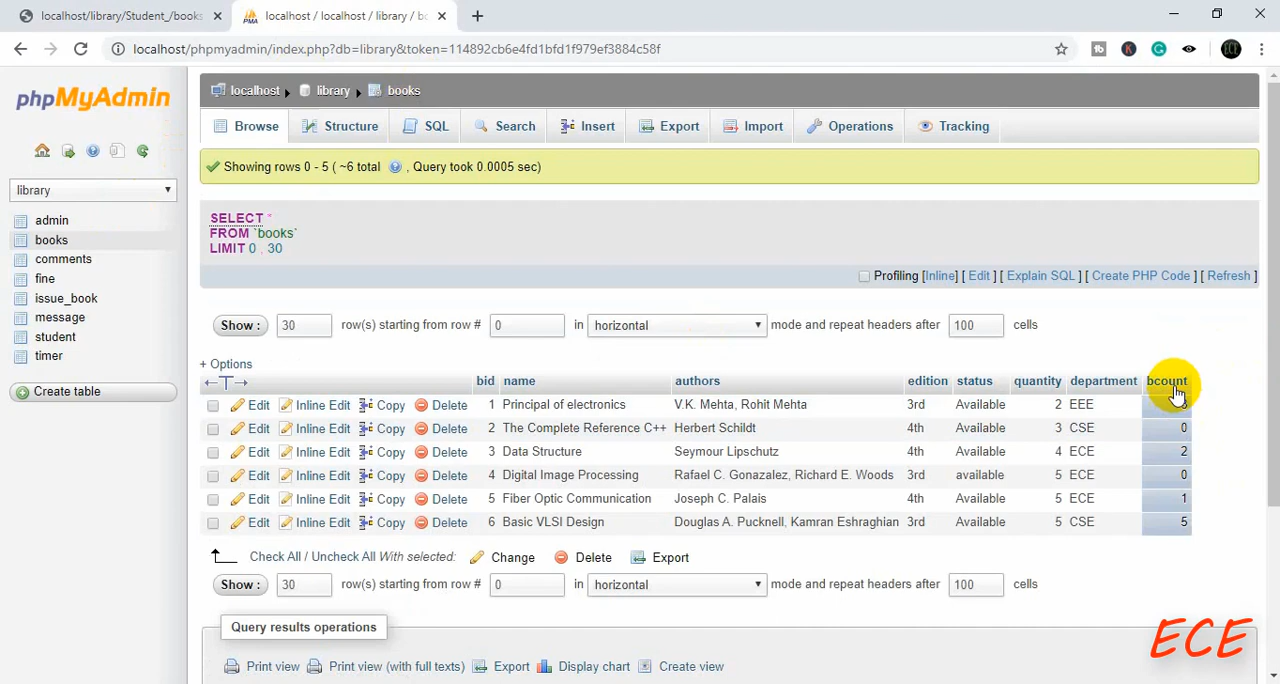 localhost/library/Student_/books
localhost / localhost / library / bo
localhost/phpmyadmin/index.php?db=library&token=114892cb6e4fd1bfd1f979ef3884c58f
phpMyAdmin
localhost library books
Browse Structure SQL Search Insert Export Import Operations Tracking
Showing rows 0 - 5 ( ~6 total , Query took 0.0005 sec)
library
admin
books
comments
fine
issue_book
message
student
timer
Create table
SELECT *
FROM `books`
LIMIT 0 , 30
Profiling [Inline] [ Edit ] [ Explain SQL ] [ Create PHP Code ] [ Refresh ]
Show : 30 row(s) starting from row # 0 in horizontal mode and repeat headers after 100 cells
+ Options
bid name authors edition status quantity department bcount
Edit Inline Edit Copy Delete 1 Principal of electronics V.K. Mehta, Rohit Mehta 3rd Available 2 EEE
Edit Inline Edit Copy Delete 2 The Complete Reference C++ Herbert Schildt 4th Available 3 CSE 0
Edit Inline Edit Copy Delete 3 Data Structure Seymour Lipschutz 4th Available 4 ECE 2
Edit Inline Edit Copy Delete 4 Digital Image Processing Rafael C. Gonazalez, Richard E. Woods 3rd available 5 ECE 0
Edit Inline Edit Copy Delete 5 Fiber Optic Communication Joseph C. Palais 4th Available 5 ECE 1
Edit Inline Edit Copy Delete 6 Basic VLSI Design Douglas A. Pucknell, Kamran Eshraghian 3rd Available 5 CSE 5
Check All / Uncheck All With selected: Change Delete Export
Show : 30 row(s) starting from row # 0 in horizontal mode and repeat headers after 100 cells
Query results operations
Print view Print view (with full texts) Export Display chart Create view
ECE